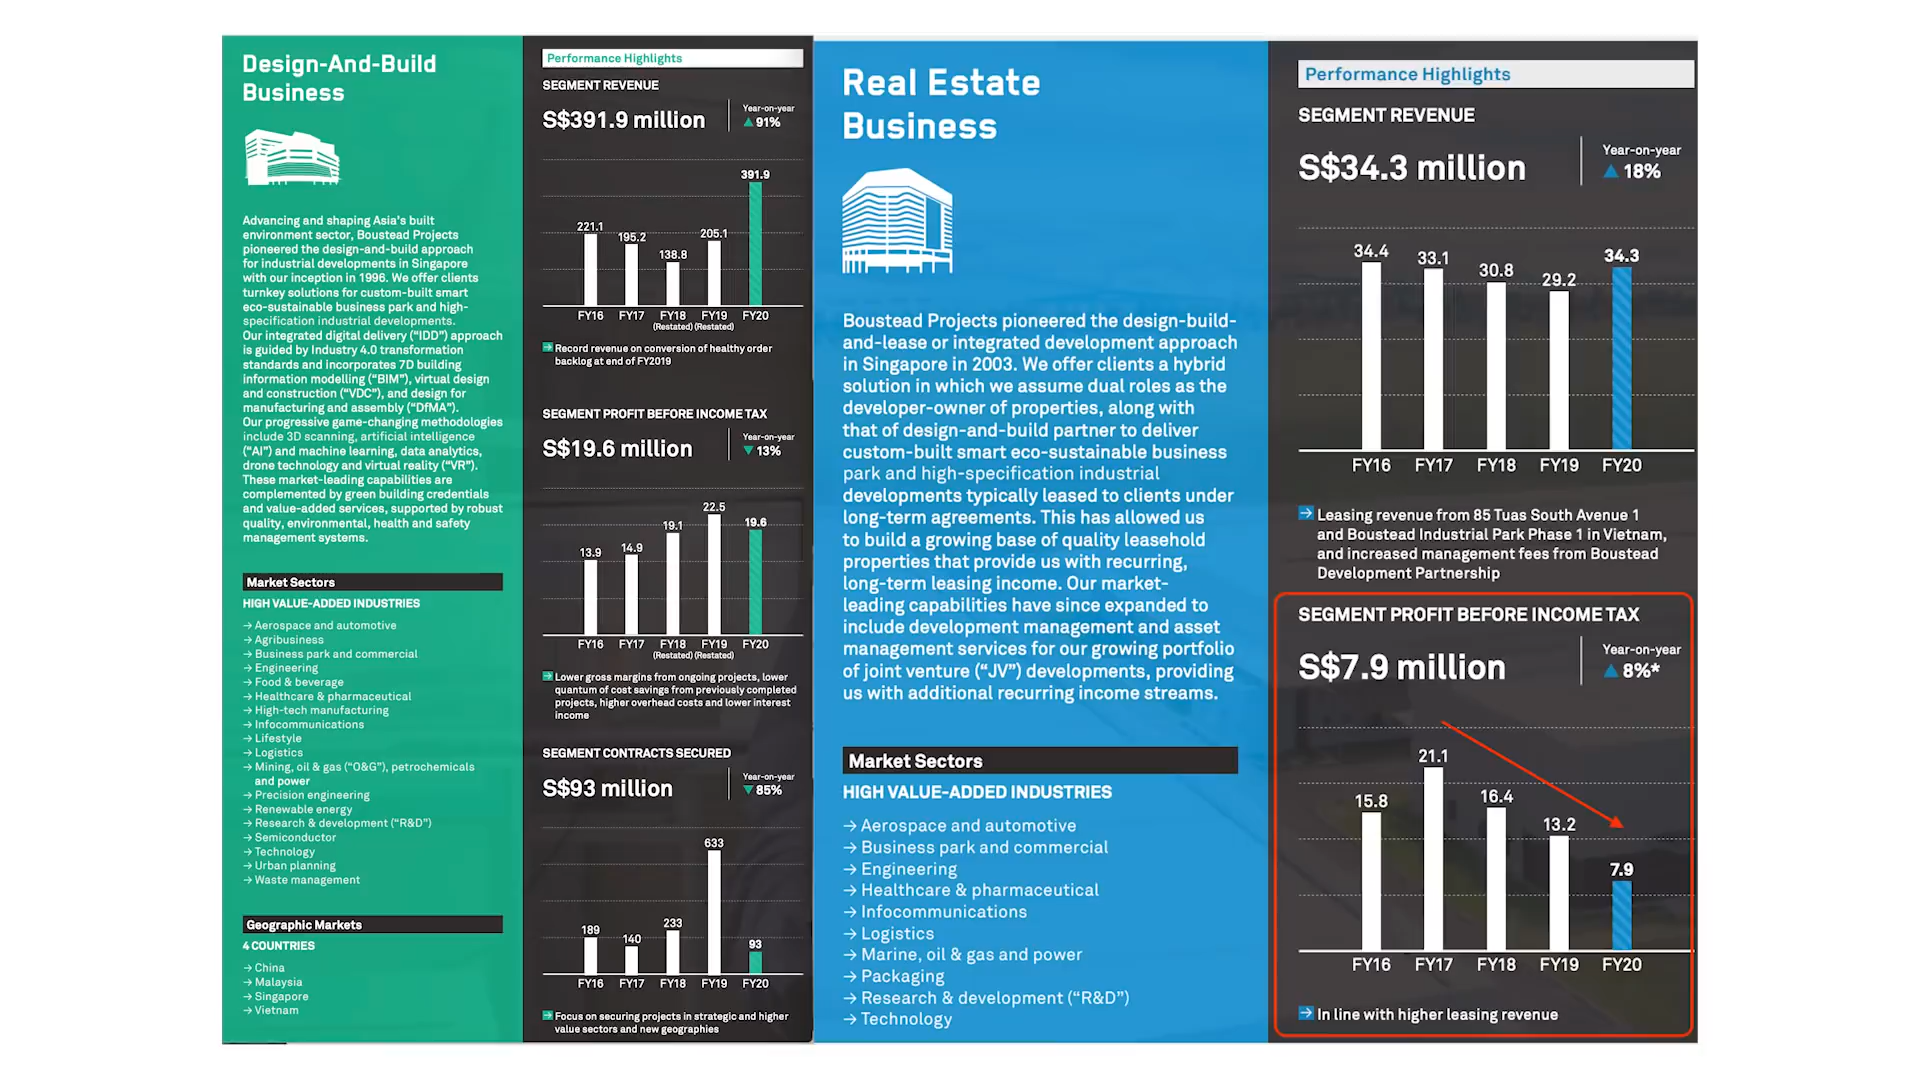 Design-And-Build
Business
Advancing and shaping Asia's built
environment sector, Boustead Projects
pioneered the design-and-build approach
for industrial developments in Singapore
with our inception in 1996. We offer clients
turnkey solutions for custom-built smart
eco-sustainable business park and high-
specification industrial developments.
Our integrated digital delivery (“IDD”) approach
is guided by Industry 4.0 transformation
standards and incorporates 7D building
information modelling (“BIM”), virtual design
and construction (“VDC”), and design for
manufacturing and assembly (“DfMA”).
Our progressive game-changing methodologies
include 3D scanning, artificial intelligence
(“AI”) and machine learning, data analytics,
drone technology and virtual reality (“VR”).
These market-leading capabilities are
complemented by green building credentials
and value-added services, supported by robust
quality, environmental, health and safety
management systems.
Market Sectors
HIGH VALUE-ADDED INDUSTRIES
→ Aerospace and automotive
→ Agribusiness
→ Business park and commercial
→ Engineering
→ Food & beverage
→ Healthcare & pharmaceutical
→ High-tech manufacturing
→ Infocommunications
→ Lifestyle
→ Logistics
→ Mining, oil & gas (“O&G”), petrochemicals
and power
→ Precision engineering
→ Renewable energy
→ Research & development (“R&D”)
→ Semiconductor
→ Technology
→ Urban planning
→ Waste management
Geographic Markets
4 COUNTRIES
→ China
→ Malaysia
→ Singapore
→ Vietnam
Performance Highlights
SEGMENT REVENUE
S$391.9 million
Year-on-year
▲ 91%
221.1 195.2 138.8 205.1 391.9
FY16 FY17 FY18 FY19 FY20
(Restated) (Restated)
→ Record revenue on conversion of healthy order
backlog at end of FY2019
SEGMENT PROFIT BEFORE INCOME TAX
S$19.6 million
Year-on-year
▼ 13%
13.9 14.9 19.1 22.5 19.6
FY16 FY17 FY18 FY19 FY20
(Restated) (Restated)
→ Lower gross margins from ongoing projects, lower
quantum of cost savings from previously completed
projects, higher overhead costs and lower interest
income
SEGMENT CONTRACTS SECURED
S$93 million
Year-on-year
▼ 85%
189 140 233 633 93
FY16 FY17 FY18 FY19 FY20
→ Focus on securing projects in strategic and higher
value sectors and new geographies
Real Estate
Business
Boustead Projects pioneered the design-build-
and-lease or integrated development approach
in Singapore in 2003. We offer clients a hybrid
solution in which we assume dual roles as the
developer-owner of properties, along with
that of design-and-build partner to deliver
custom-built smart eco-sustainable business
park and high-specification industrial
developments typically leased to clients under
long-term agreements. This has allowed us
to build a growing base of quality leasehold
properties that provide us with recurring,
long-term leasing income. Our market-
leading capabilities have since expanded to
include development management and asset
management services for our growing portfolio
of joint venture (“JV”) developments, providing
us with additional recurring income streams.
Market Sectors
HIGH VALUE-ADDED INDUSTRIES
→ Aerospace and automotive
→ Business park and commercial
→ Engineering
→ Healthcare & pharmaceutical
→ Infocommunications
→ Logistics
→ Marine, oil & gas and power
→ Packaging
→ Research & development (“R&D”)
→ Technology
Performance Highlights
SEGMENT REVENUE
S$34.3 million
Year-on-year
▲ 18%
34.4 33.1 30.8 29.2 34.3
FY16 FY17 FY18 FY19 FY20
→ Leasing revenue from 85 Tuas South Avenue 1
and Boustead Industrial Park Phase 1 in Vietnam,
and increased management fees from Boustead
Development Partnership
SEGMENT PROFIT BEFORE INCOME TAX
S$7.9 million
Year-on-year
▲ 8%*
15.8 21.1 16.4 13.2 7.9
FY16 FY17 FY18 FY19 FY20
→ In line with higher leasing revenue